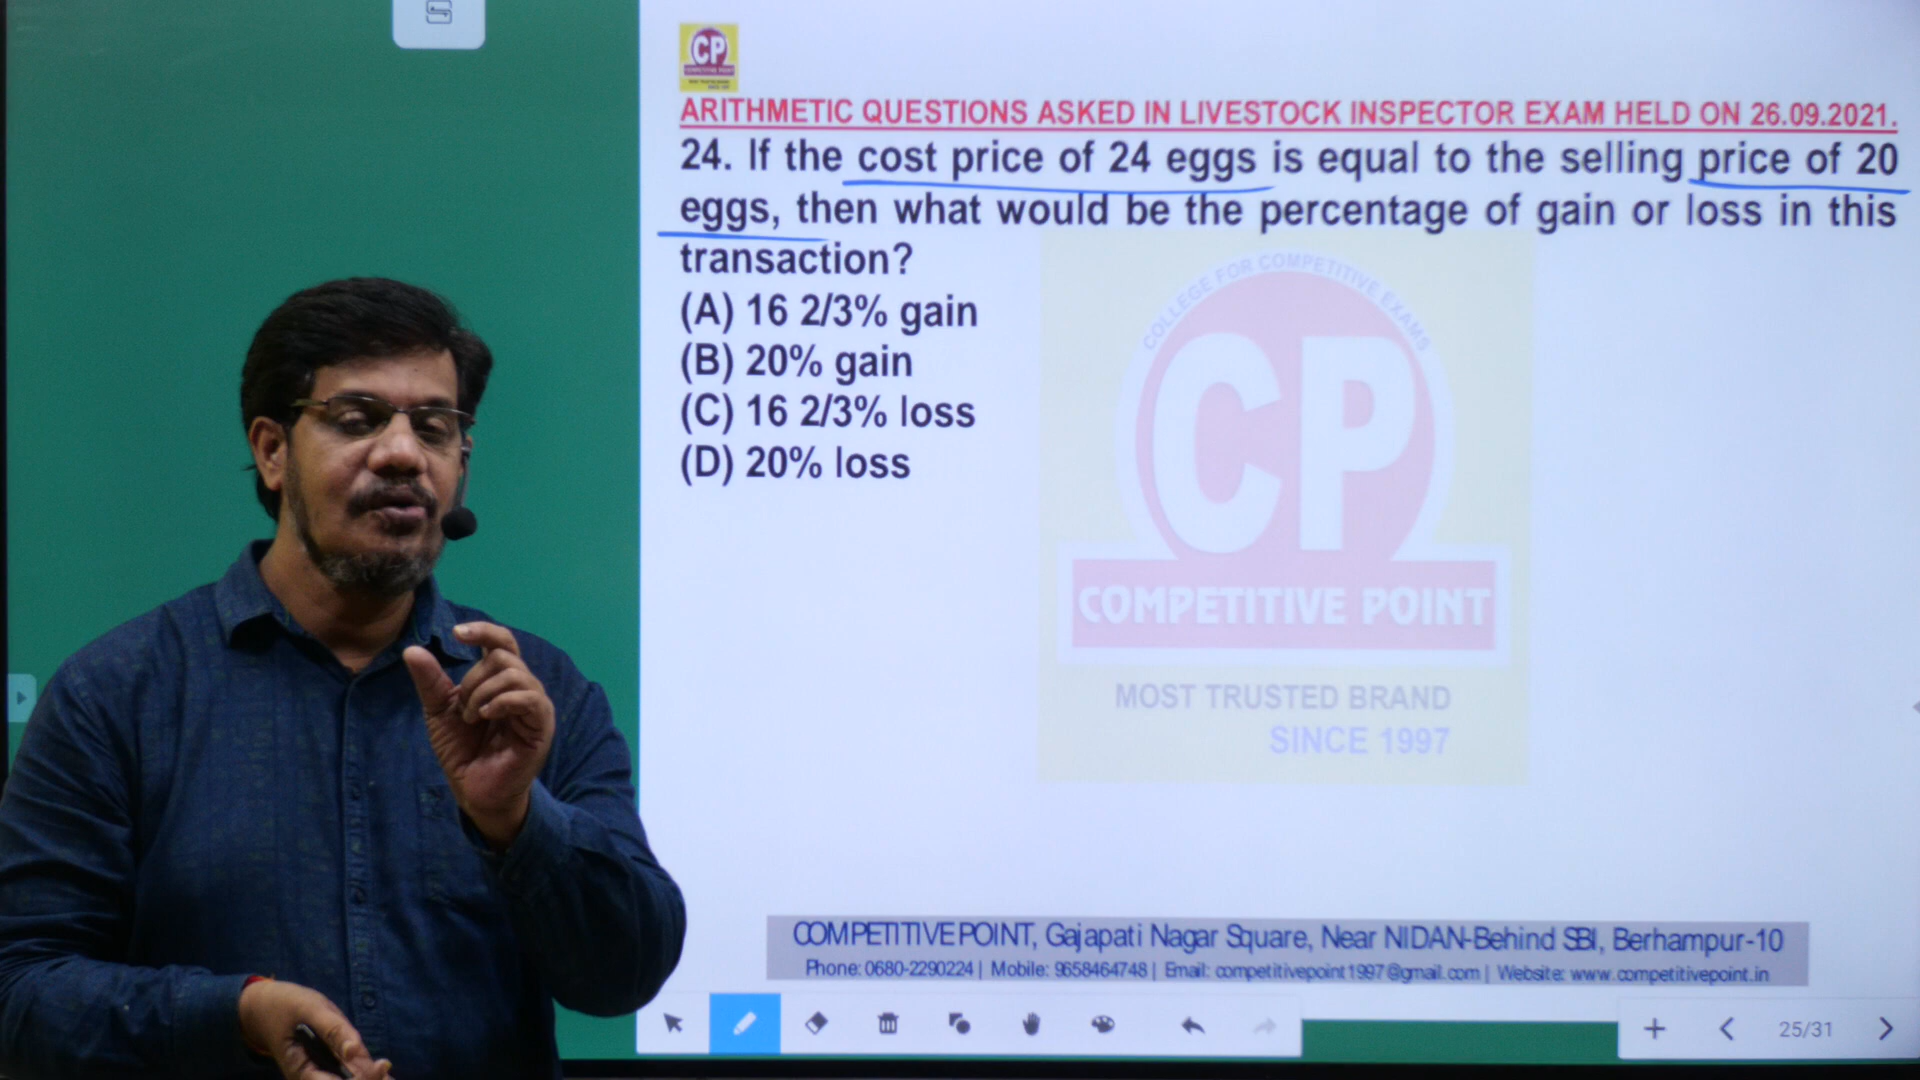 CP
COMPETITIVE POINT
ARITHMETIC QUESTIONS ASKED IN LIVESTOCK INSPECTOR EXAM HELD ON 26.09.2021.
24. If the cost price of 24 eggs is equal to the selling price of 20
eggs, then what would be the percentage of gain or loss in this
transaction?
(A) 16 2/3% gain
(B) 20% gain
(C) 16 2/3% loss
(D) 20% loss
COLLEGE FOR COMPETITIVE EXAMS
CP
COMPETITIVE POINT
MOST TRUSTED BRAND
SINCE 1997
COMPETITIVE POINT, Gajapati Nagar Square, Near NIDAN-Behind SBI, Berhampur-10
Phone: 0680-2290224 | Mobile: 9658464748 | Email: competitivepoint1997@gmail.com | Website: www.competitivepoint.in
25/31